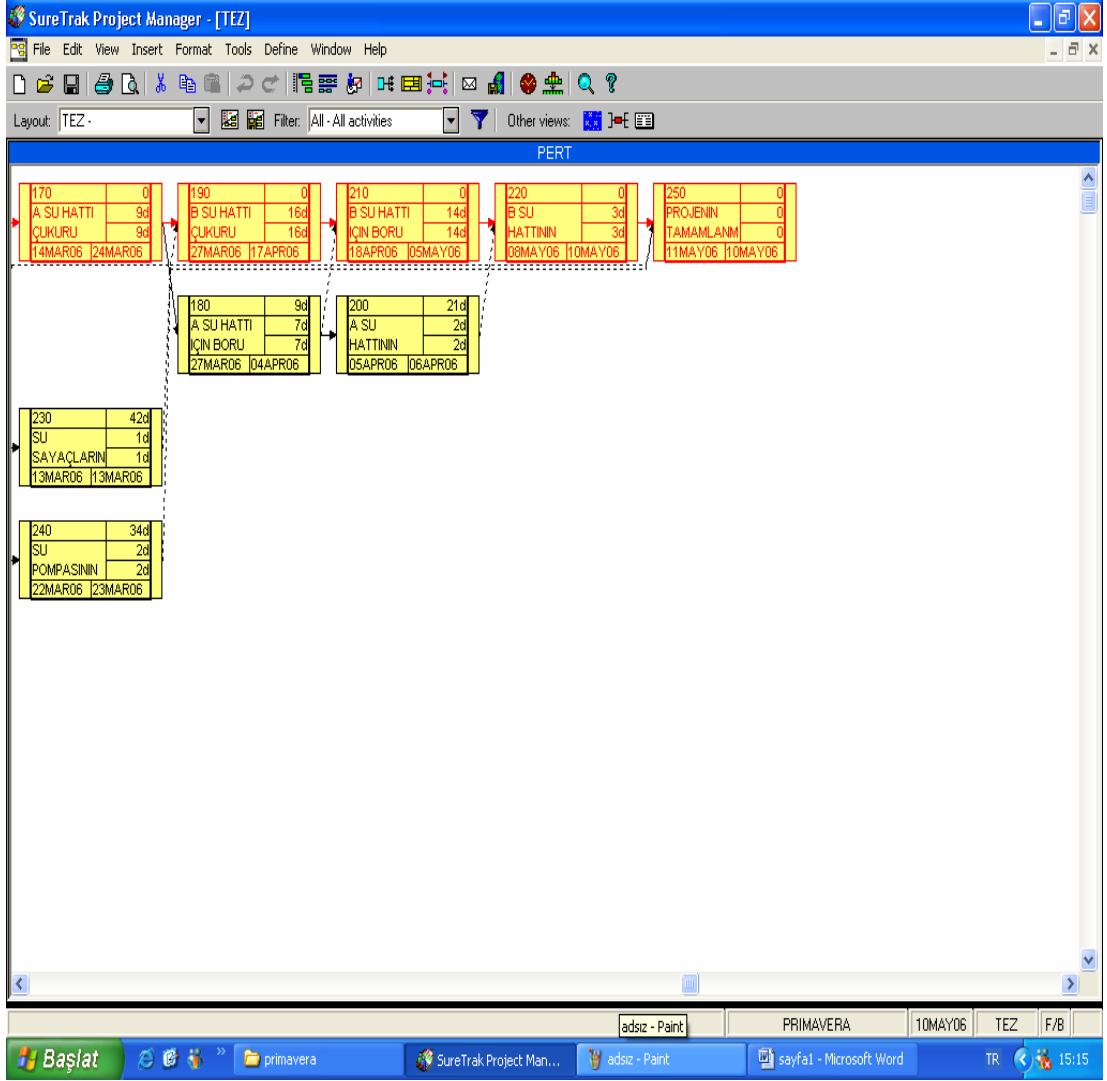 SureTrak Project Manager - [TEZ]
File Edit View Insert Format Tools Define Window Help
Layout: TEZ - Filter: All - All activities Other views:
PERT
170 0
A SU HATTI 9d
ÇUKURU 9d
14MAR06 24MAR06
190 0
B SU HATTI 16d
ÇUKURU 16d
27MAR06 17APR06
210 0
B SU HATTI 14d
IÇIN BORU 14d
18APR06 05MAY06
220 0
B SU 3d
HATTININ 3d
08MAY06 10MAY06
250 0
PROJENIN 0
TAMAMLANM 0
11MAY06 10MAY06
180 9d
A SU HATTI 7d
IÇIN BORU 7d
27MAR06 04APR06
200 21d
A SU 2d
HATTININ 2d
05APR06 06APR06
230 42d
SU 1d
SAYAÇLARIN 1d
13MAR06 13MAR06
240 34d
SU 2d
POMPASININ 2d
22MAR06 23MAR06
adsız - Paint
PRIMAVERA 10MAY06 TEZ F/B
Başlat » primavera SureTrak Project Man... adsız - Paint sayfa1 - Microsoft Word TR 15:15